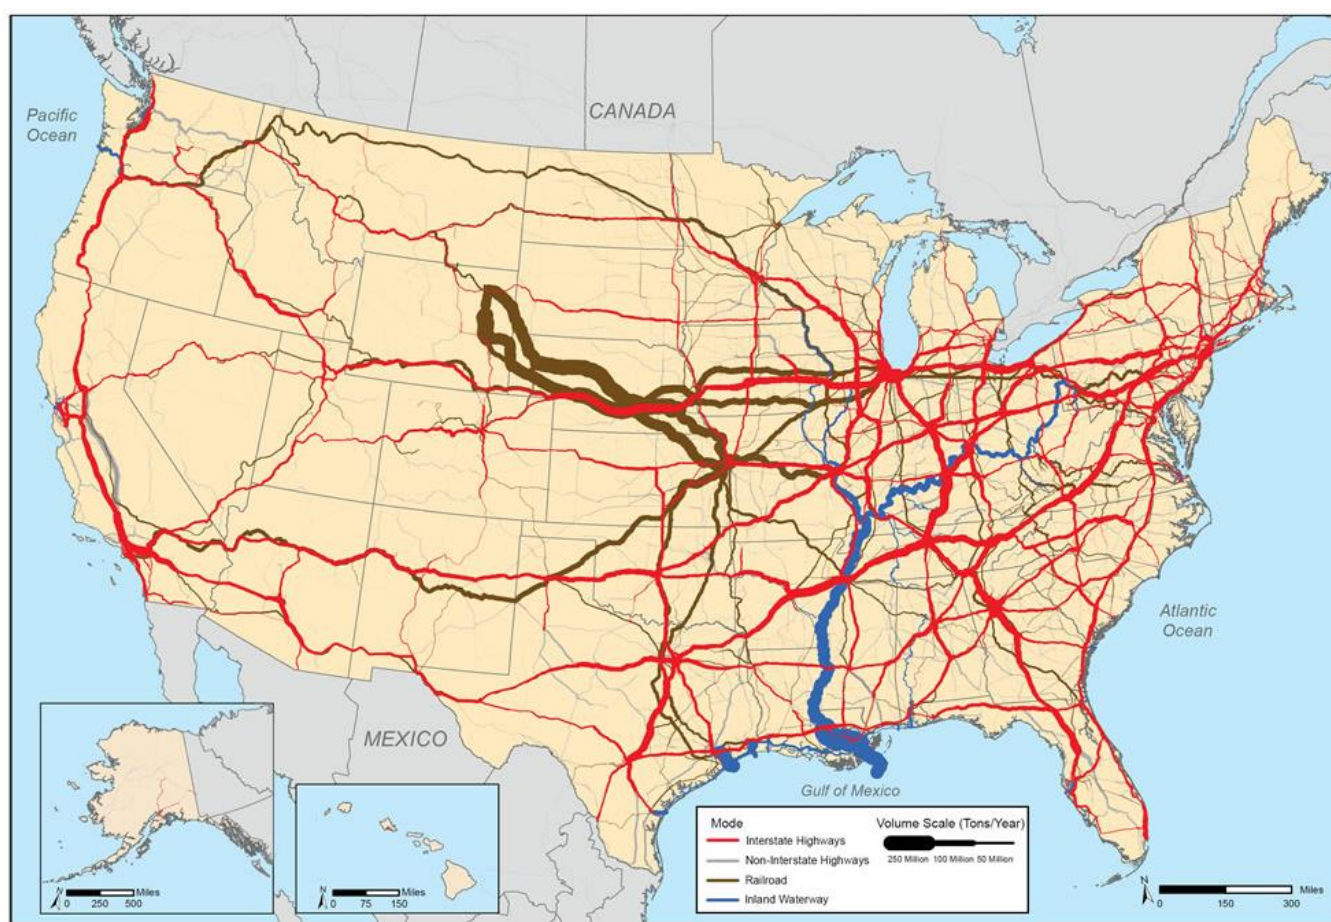 CANADA
Pacific
Ocean
Atlantic
Ocean
MEXICO
Gulf of Mexico
Mode
Interstate Highways
Non-Interstate Highways
Railroad
Inland Waterway
Volume Scale (Tons/Year)
250 Million 100 Million 50 Million
N
Miles
0 250 500
N
Miles
0 75 150
N
Miles
0 150 300